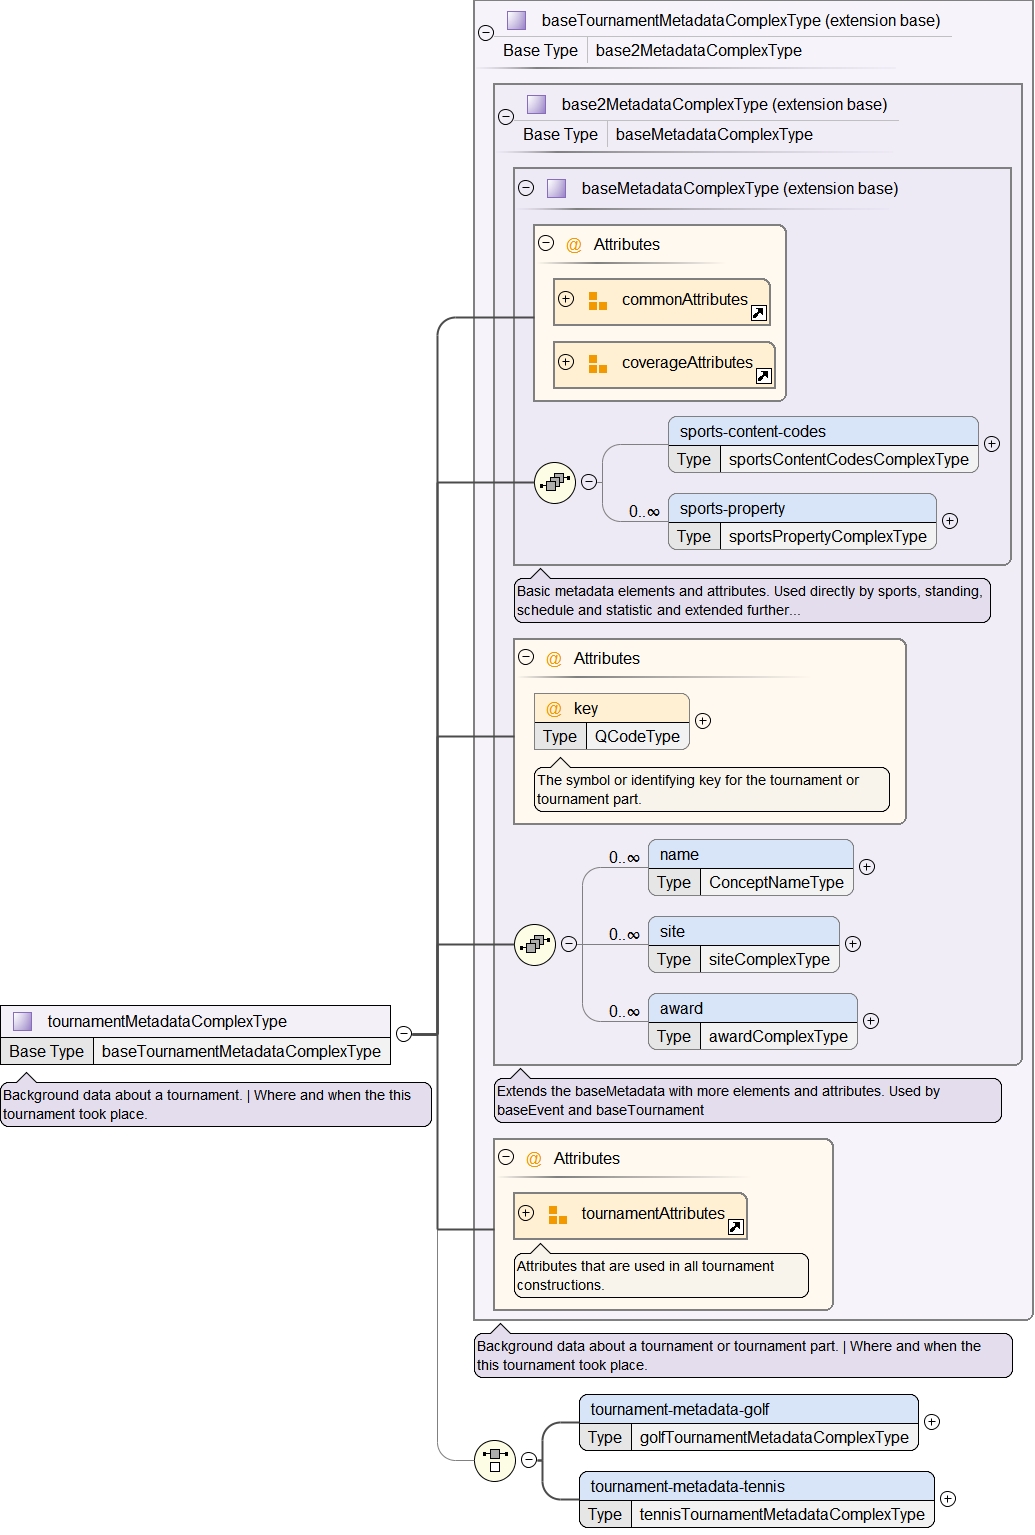 baseTournamentMetadataComplexType (extension base)
Base Type base2MetadataComplexType
base2MetadataComplexType (extension base)
Base Type baseMetadataComplexType
baseMetadataComplexType (extension base)
@ Attributes
commonAttributes
coverageAttributes
sports-content-codes
Type sportsContentCodesComplexType
0..∞
sports-property
Type sportsPropertyComplexType
Basic metadata elements and attributes. Used directly by sports, standing,
schedule and statistic and extended further...
@ Attributes
@ key
Type QCodeType
The symbol or identifying key for the tournament or
tournament part.
0..∞
name
Type ConceptNameType
0..∞
site
Type siteComplexType
0..∞
award
Type awardComplexType
tournamentMetadataComplexType
Base Type baseTournamentMetadataComplexType
Background data about a tournament. | Where and when the this
tournament took place.
Extends the baseMetadata with more elements and attributes. Used by
baseEvent and baseTournament
@ Attributes
tournamentAttributes
Attributes that are used in all tournament
constructions.
Background data about a tournament or tournament part. | Where and when the
this tournament took place.
tournament-metadata-golf
Type golfTournamentMetadataComplexType
tournament-metadata-tennis
Type tennisTournamentMetadataComplexType